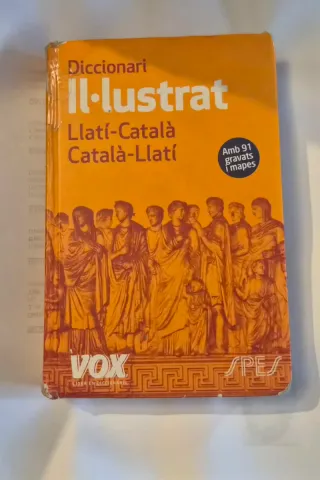 Diccionari
Il·lustrat
Llatí-Català
Català-Llatí
Amb 91
gravats
i mapes
VOX
SPES